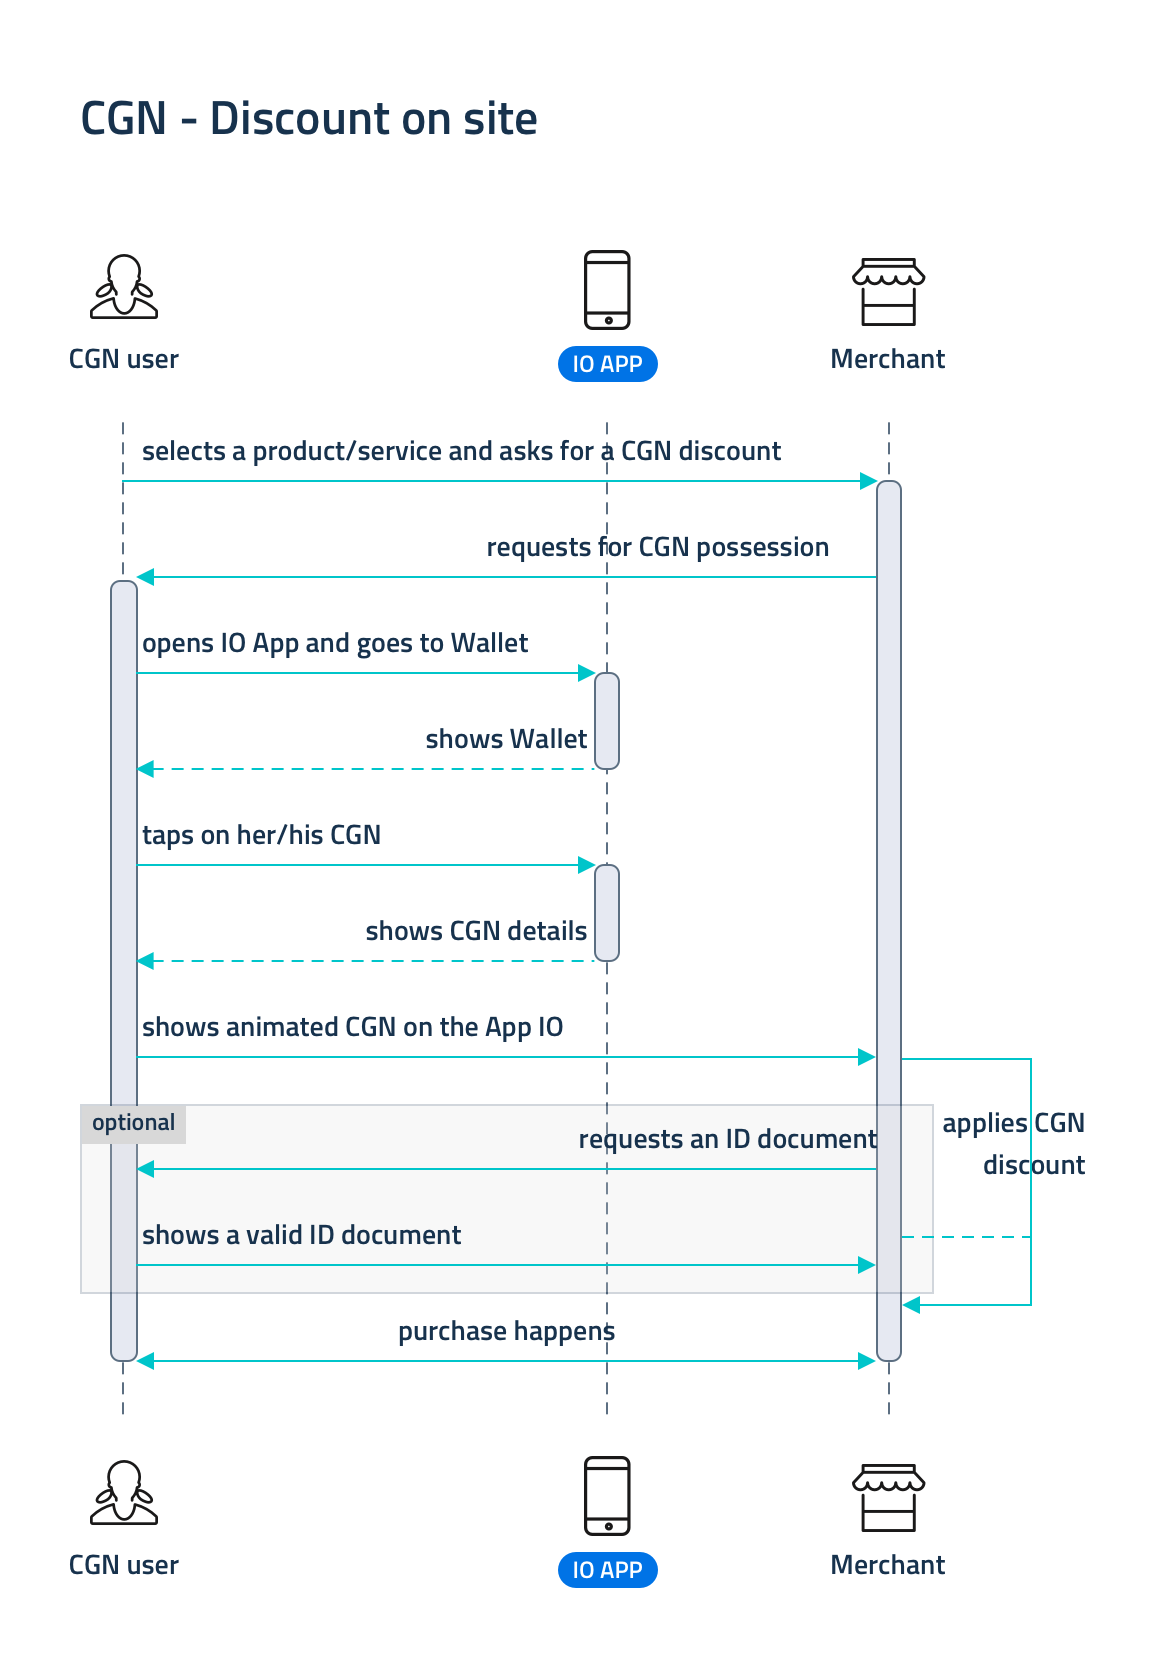 CGN - Discount on site
CGN user
IO APP
Merchant
selects a product/service and asks for a CGN discount
requests for CGN possession
opens IO App and goes to Wallet
shows Wallet
taps on her/his CGN
shows CGN details
shows animated CGN on the App IO
optional
applies CGN
discount
requests an ID document
shows a valid ID document
purchase happens
CGN user
IO APP
Merchant